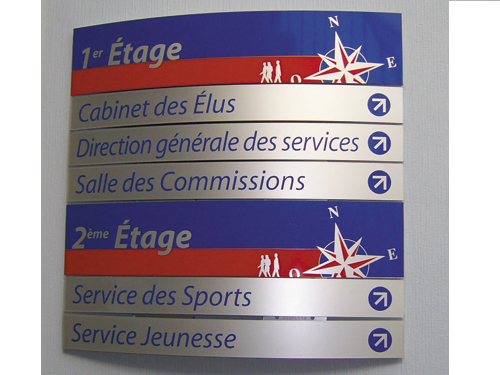 1er Étage
N
E
O
Cabinet des Élus
Direction générale des services
Salle des Commissions
2ème Étage
N
E
O
Service des Sports
Service Jeunesse